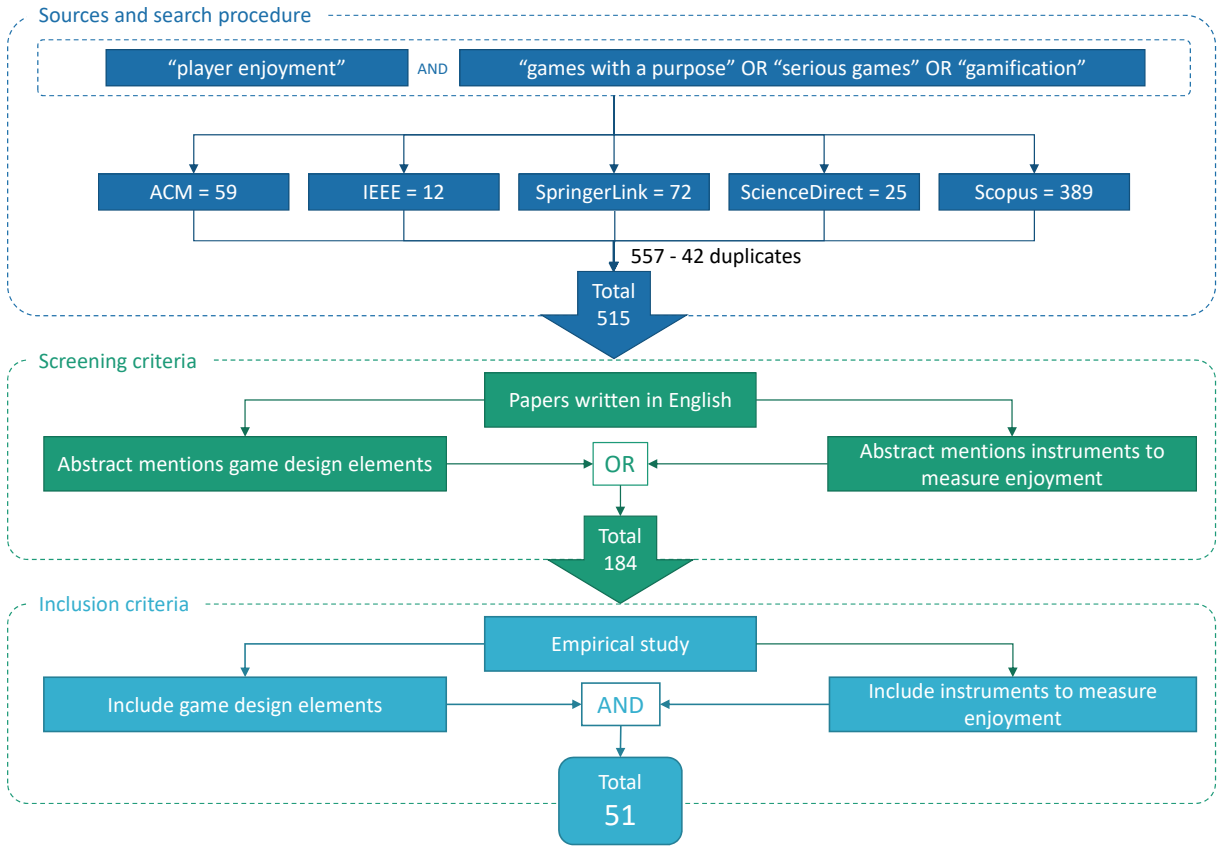 Sources and search procedure
“player enjoyment”
AND
“games with a purpose” OR “serious games” OR “gamification”
ACM = 59
IEEE = 12
SpringerLink = 72
ScienceDirect = 25
Scopus = 389
557 - 42 duplicates
Total
515
Screening criteria
Papers written in English
Abstract mentions game design elements
OR
Abstract mentions instruments to
measure enjoyment
Total
184
Inclusion criteria
Empirical study
Include game design elements
AND
Include instruments to measure
enjoyment
Total
51